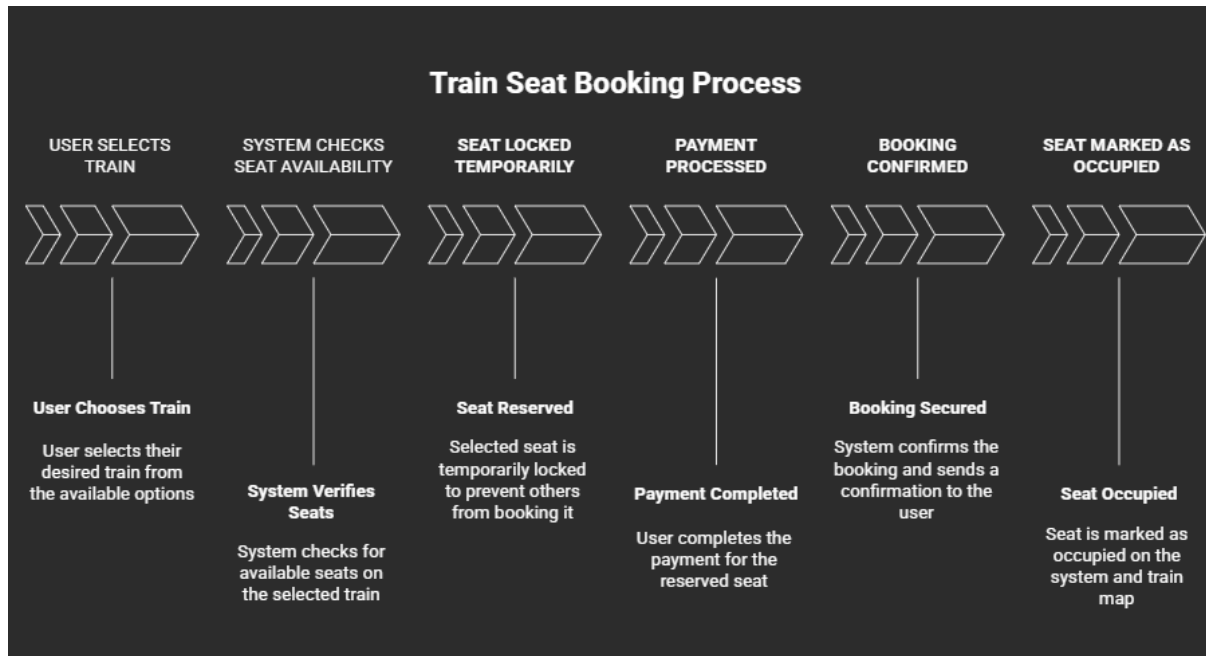 Train Seat Booking Process
USER SELECTS
TRAIN
SYSTEM CHECKS
SEAT AVAILABILITY
SEAT LOCKED
TEMPORARILY
PAYMENT
PROCESSED
BOOKING
CONFIRMED
SEAT MARKED AS
OCCUPIED
User Chooses Train
User selects their
desired train from
the available options
System Verifies
Seats
System checks for
available seats on
the selected train
Seat Reserved
Selected seat is
temporarily locked
to prevent others
from booking it
Payment Completed
User completes the
payment for the
reserved seat
Booking Secured
System confirms the
booking and sends a
confirmation to the
user
Seat Occupied
Seat is marked as
occupied on the
system and train
map